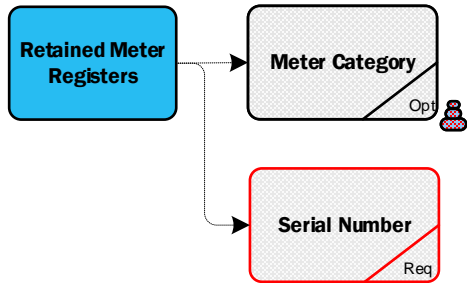 Retained Meter
Registers
Meter Category
Opt
Serial Number
Req